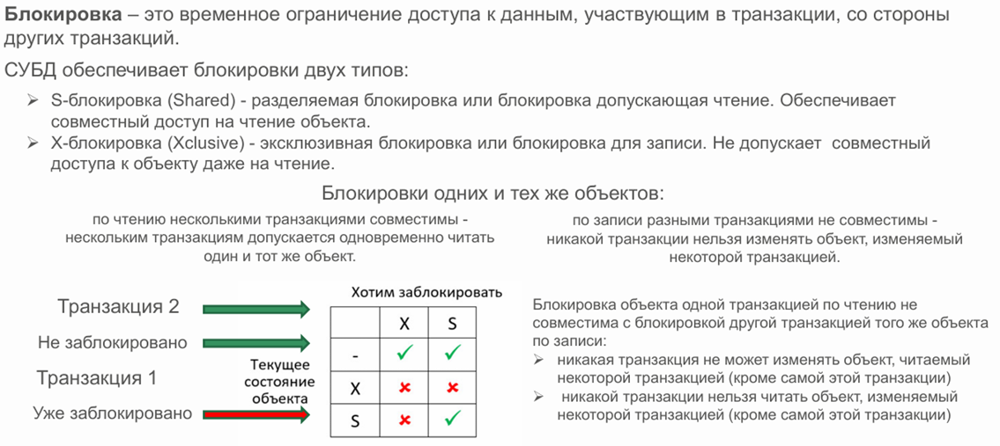 Блокировка – это временное ограничение доступа к данным, участвующим в транзакции, со стороны
других транзакций.
СУБД обеспечивает блокировки двух типов:
➢ S-блокировка (Shared) - разделяемая блокировка или блокировка допускающая чтение. Обеспечивает
совместный доступ на чтение объекта.
➢ X-блокировка (Xclusive) - эксклюзивная блокировка или блокировка для записи. Не допускает совместный
доступа к объекту даже на чтение.
Блокировки одних и тех же объектов:
по чтению несколькими транзакциями совместимы -
нескольким транзакциям допускается одновременно читать
один и тот же объект.
по записи разными транзакциями не совместимы -
никакой транзакции нельзя изменять объект, изменяемый
некоторой транзакцией.
Транзакция 2
Не заблокировано
Транзакция 1
Уже заблокировано
Текущее
состояние
объекта
Хотим заблокировать
X S
- ✓ ✓
X ✘ ✘
S ✘ ✓
Блокировка объекта одной транзакцией по чтению не
совместима с блокировкой другой транзакцией того же объекта
по записи:
➢ никакая транзакция не может изменять объект, читаемый
некоторой транзакцией (кроме самой этой транзакции)
➢ никакой транзакции нельзя читать объект, изменяемый
некоторой транзакцией (кроме самой этой транзакции)